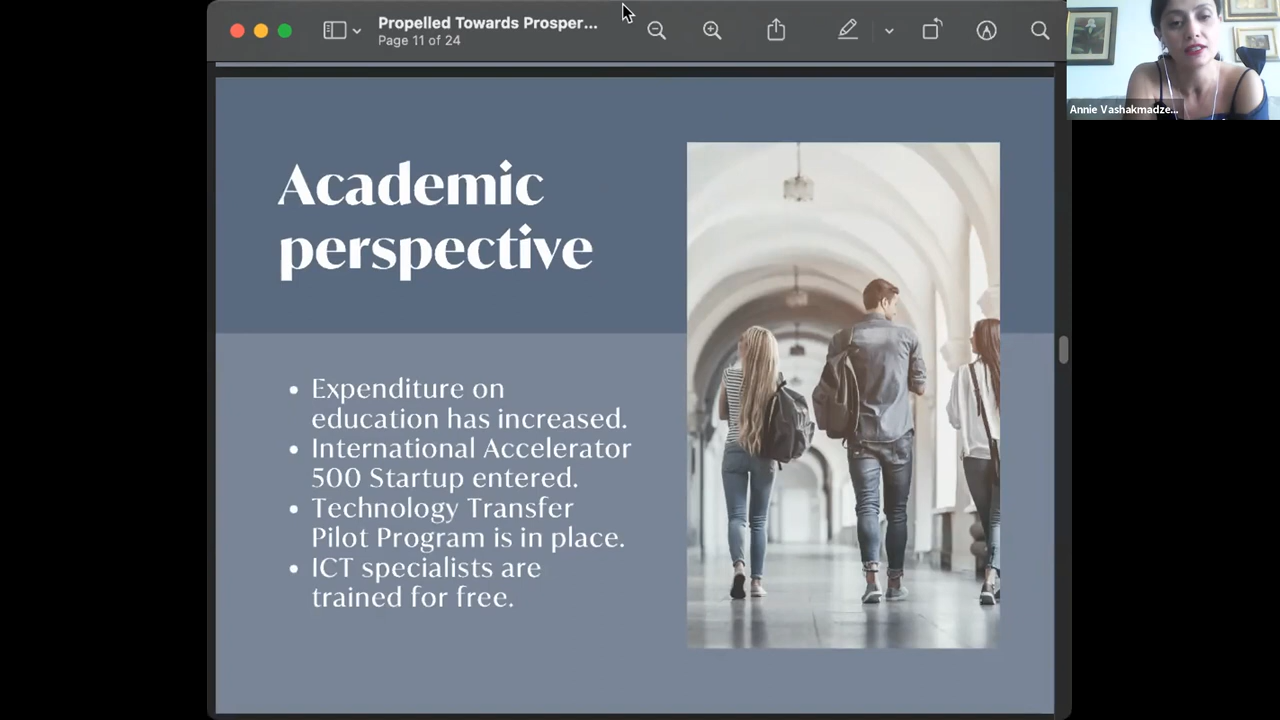 Propelled Towards Prosper...
Page 11 of 24
Annie Vashakmadze...
Academic
perspective
• Expenditure on
education has increased.
• International Accelerator
500 Startup entered.
• Technology Transfer
Pilot Program is in place.
• ICT specialists are
trained for free.